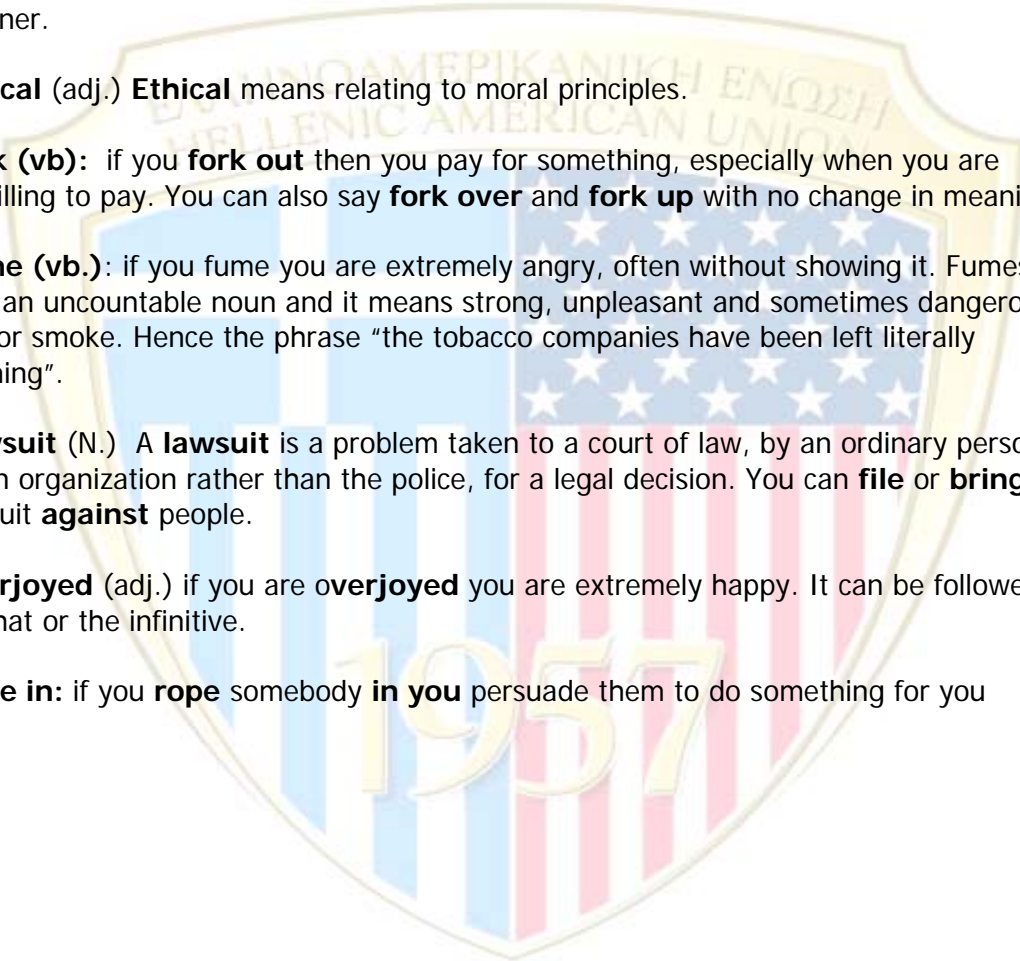 ner.
ical (adj.) Ethical means relating to moral principles.
k (vb): if you fork out then you pay for something, especially when you are
illing to pay. You can also say fork over and fork up with no change in meani
ne (vb.): if you fume you are extremely angry, often without showing it. Fumes
an uncountable noun and it means strong, unpleasant and sometimes dangero
or smoke. Hence the phrase “the tobacco companies have been left literally
ning”.
vsuit (N.) A lawsuit is a problem taken to a court of law, by an ordinary perso
n organization rather than the police, for a legal decision. You can file or bring
uit against people.
rjoyed (adj.) if you are overjoyed you are extremely happy. It can be followe
hat or the infinitive.
e in: if you rope somebody in you persuade them to do something for you
ΕΛΛΗΝΟΑΜΕΡΙΚΑΝΙΚΗ ΕΝΩΣΗ
HELLENIC AMERICAN UNION
1957